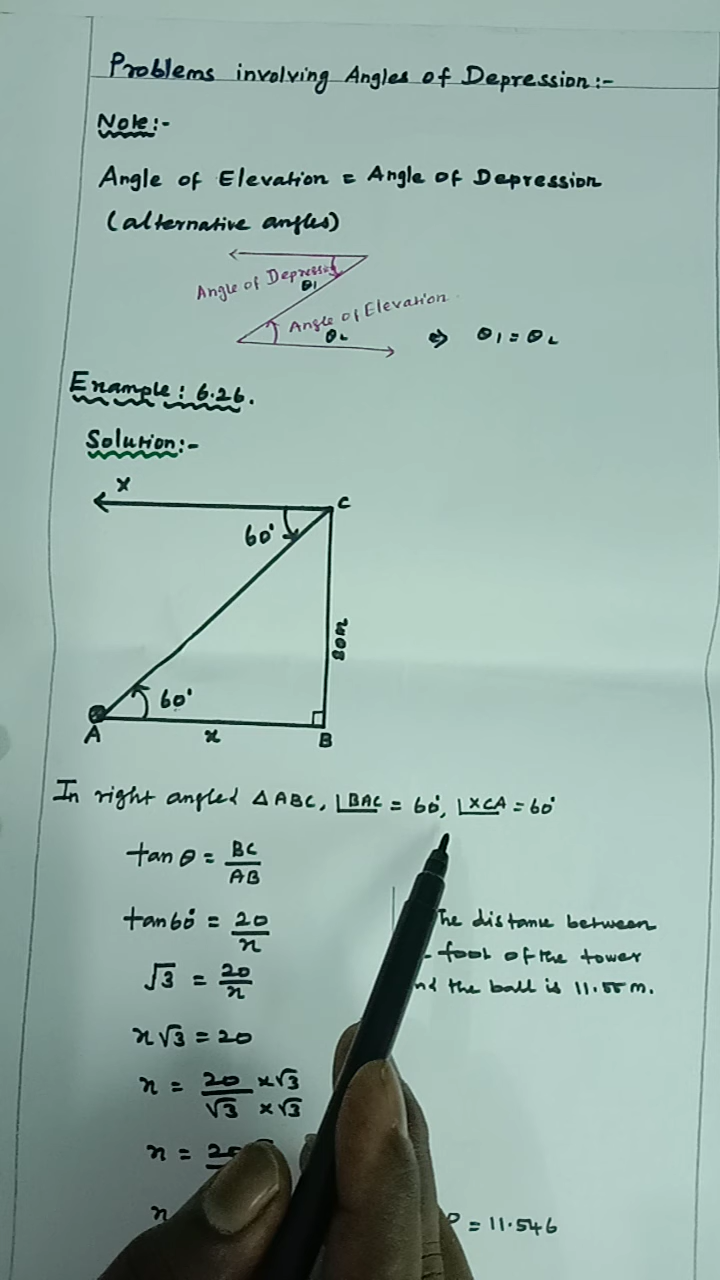 Problems involving Angles of Depression:-
Note:-
Angle of Elevation = Angle of Depression
(alternative angles)
Angle of Depression
θ1
Angle of Elevation
θ2
⇒ θ1 = θ2
Example: 6.26.
Solution:-
X
C
60°
20m
60°
A
x
B
In right angled ΔABC, ∠BAC = 60°, ∠XCA = 60°
tan θ = BC/AB
tan 60° = 20/x
√3 = 20/x
x√3 = 20
x = 20/√3 ×√3/×√3
x =
x
= 11.546
The distance between
foot of the tower
the ball is 11.55 m.